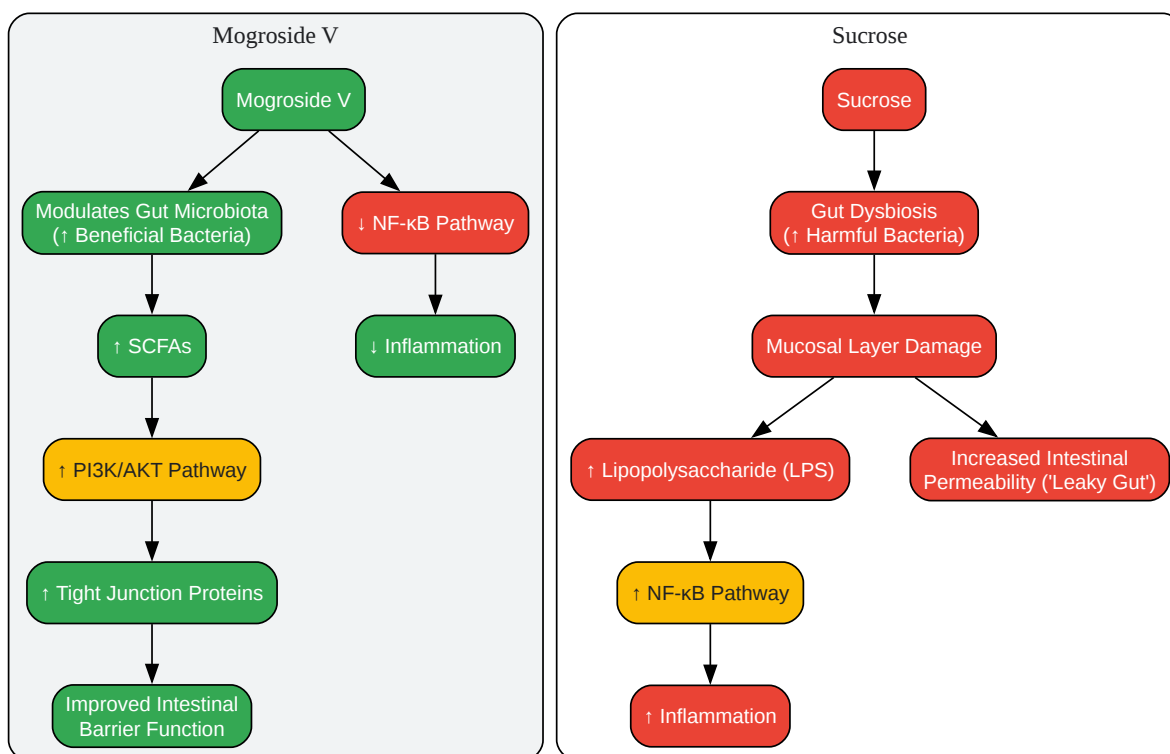 Mogroside V
Mogroside V
Modulates Gut Microbiota
(↑ Beneficial Bacteria)
↓ NF-κB Pathway
↑ SCFAs
↓ Inflammation
↑ PI3K/AKT Pathway
↑ Tight Junction Proteins
Improved Intestinal
Barrier Function
Sucrose
Sucrose
Gut Dysbiosis
(↑ Harmful Bacteria)
Mucosal Layer Damage
↑ Lipopolysaccharide (LPS)
Increased Intestinal
Permeability ('Leaky Gut')
↑ NF-κB Pathway
↑ Inflammation